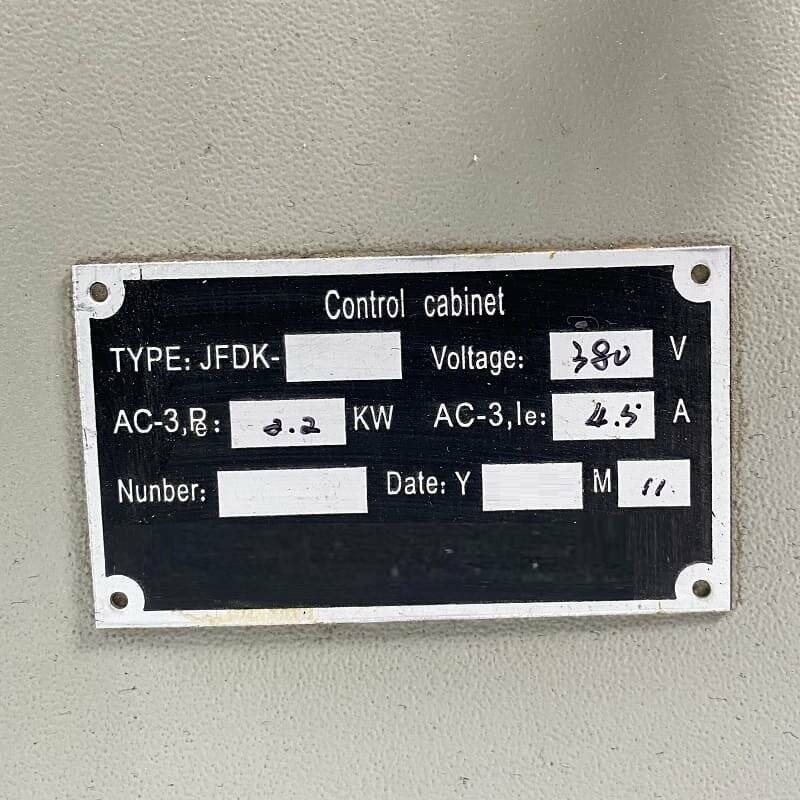 Control cabinet
TYPE: JFDK- Voltage: 380 V
AC-3,Pe: 2.2 KW AC-3,Ie: 4.5 A
Nunber: Date: Y M 11.